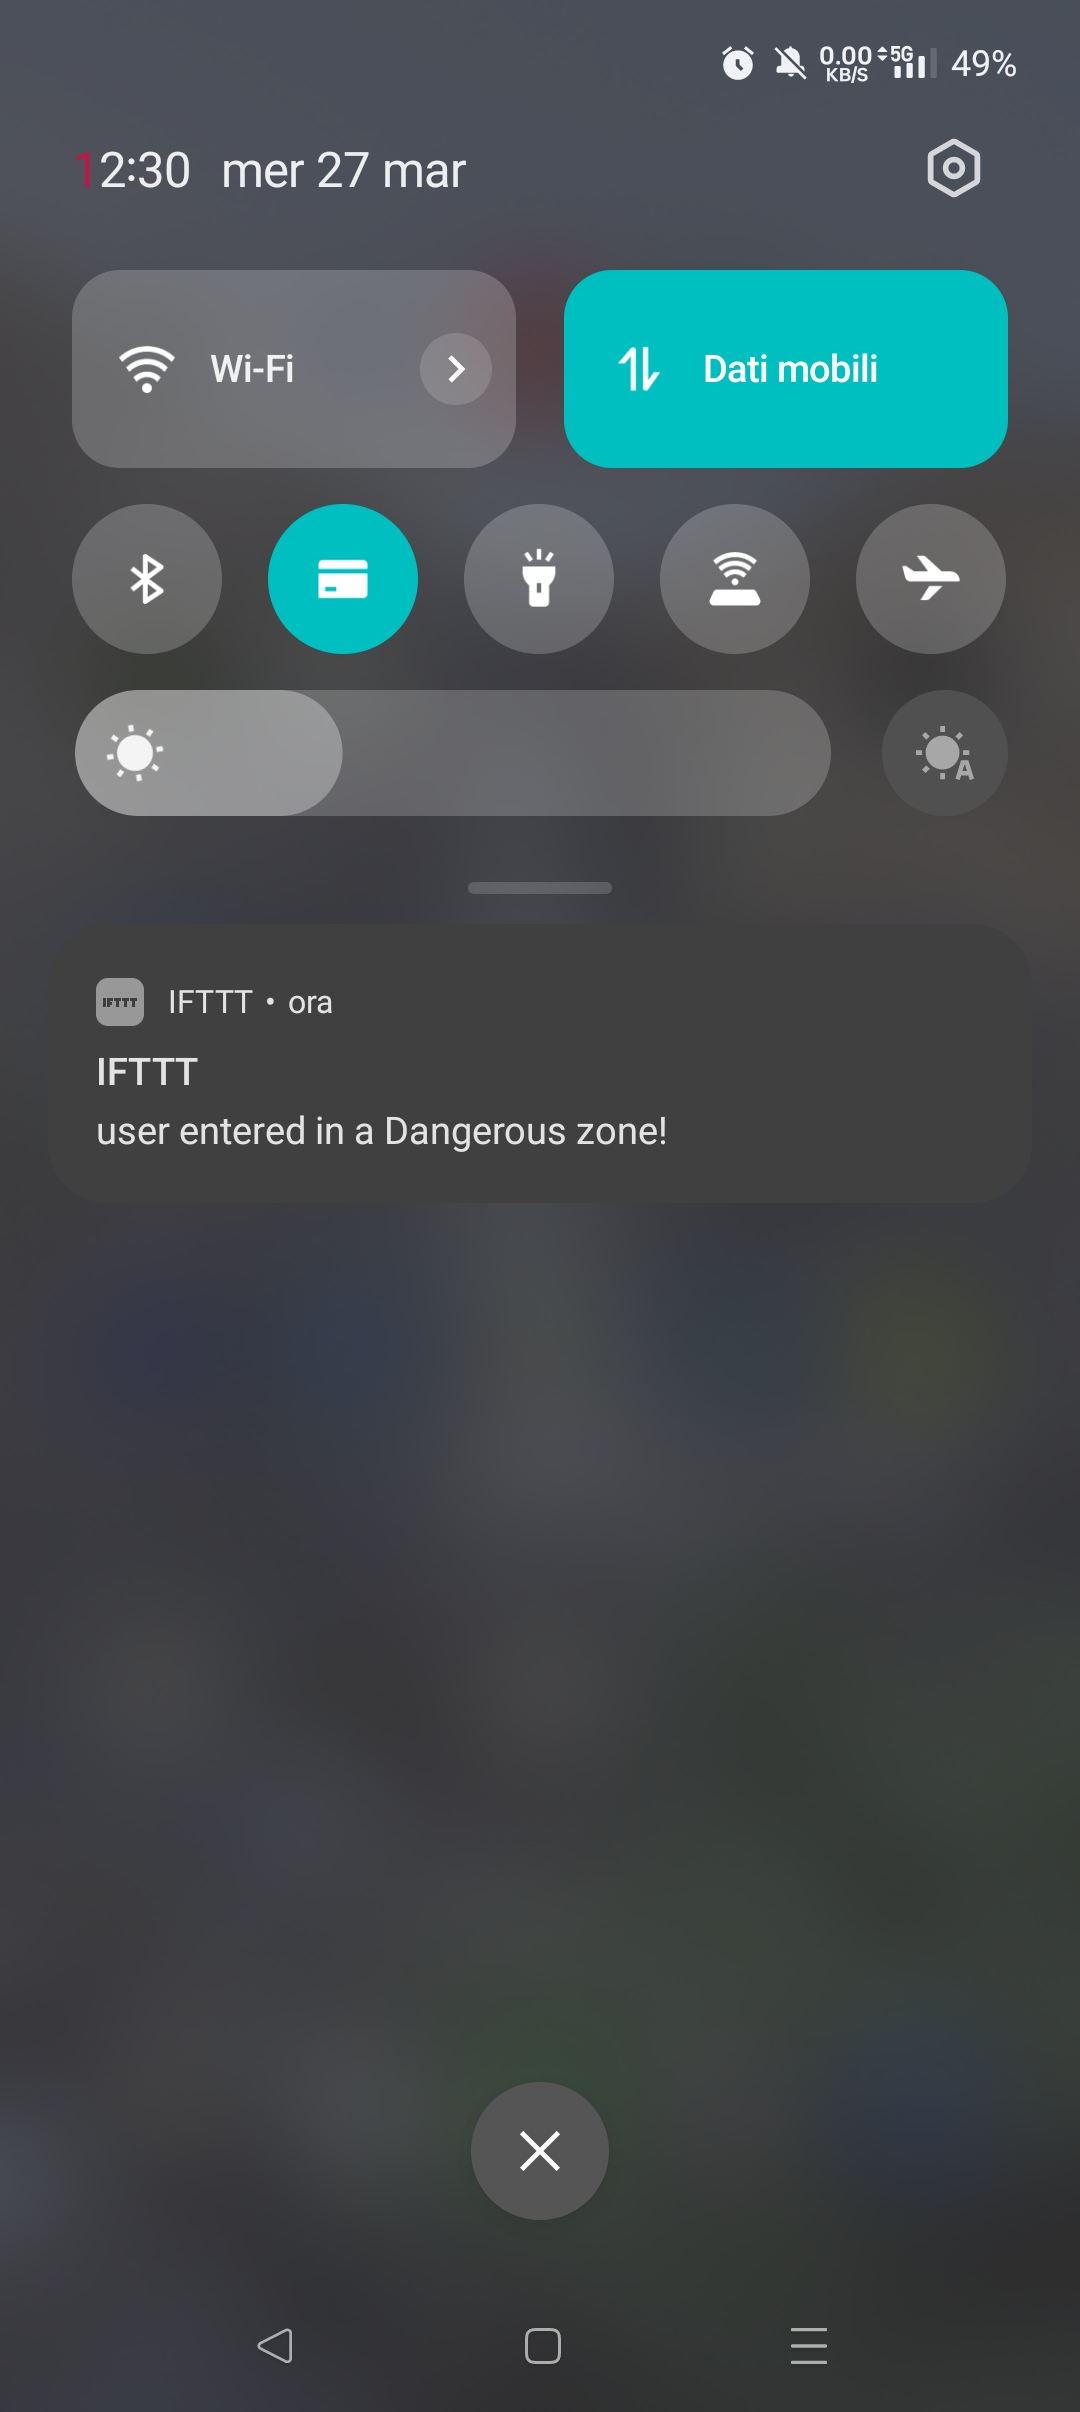 0.00 5G 49%
KB/S
12:30 mer 27 mar
Wi-Fi
Dati mobili
A
IFTTT IFTTT • ora
IFTTT
user entered in a Dangerous zone!